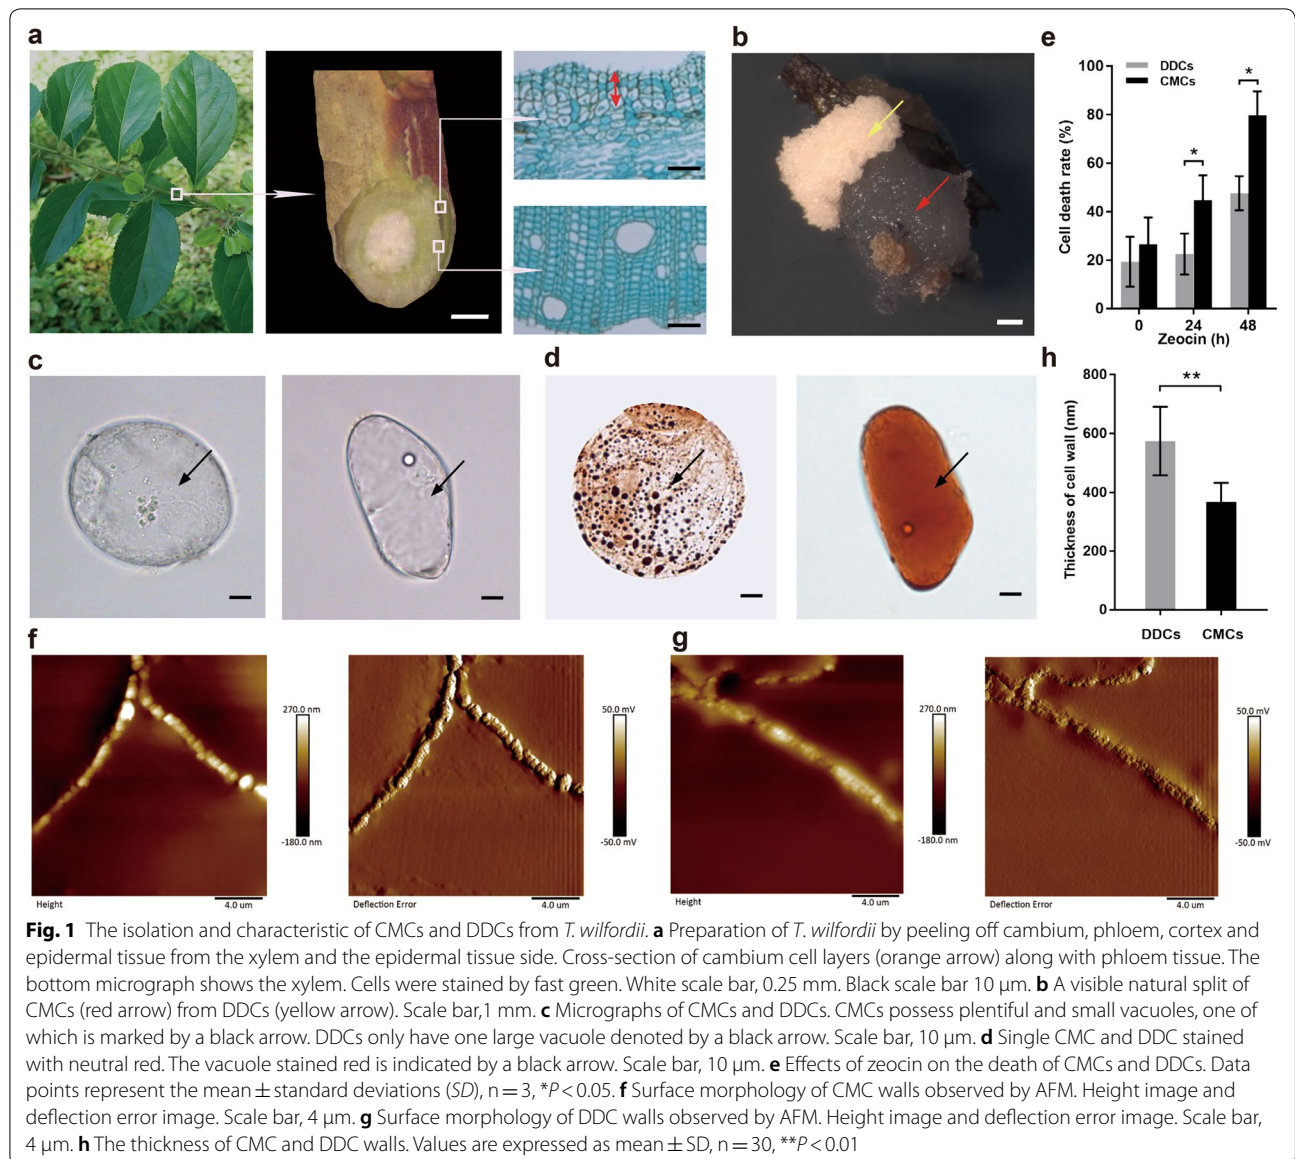 a
b
e
DDCs
CMCs
Cell death rate (%)
100
80
60
40
20
0
*
*
0 24 48
Zeocin (h)
c
d
h
Thickness of cell wall (nm)
800
600
400
200
0
**
DDCs CMCs
f
g
270.0 nm
-180.0 nm
Height
4.0 um
50.0 mV
-50.0 mV
Deflection Error
4.0 um
270.0 nm
-180.0 nm
Height
4.0 um
50.0 mV
-50.0 mV
Deflection Error
4.0 um
Fig. 1 The isolation and characteristic of CMCs and DDCs from T. wilfordii. a Preparation of T. wilfordii by peeling off cambium, phloem, cortex and
epidermal tissue from the xylem and the epidermal tissue side. Cross-section of cambium cell layers (orange arrow) along with phloem tissue. The
bottom micrograph shows the xylem. Cells were stained by fast green. White scale bar, 0.25 mm. Black scale bar 10 µm. b A visible natural split of
CMCs (red arrow) from DDCs (yellow arrow). Scale bar,1 mm. c Micrographs of CMCs and DDCs. CMCs possess plentiful and small vacuoles, one of
which is marked by a black arrow. DDCs only have one large vacuole denoted by a black arrow. Scale bar, 10 µm. d Single CMC and DDC stained
with neutral red. The vacuole stained red is indicated by a black arrow. Scale bar, 10 µm. e Effects of zeocin on the death of CMCs and DDCs. Data
points represent the mean ± standard deviations (SD), n = 3, *P < 0.05. f Surface morphology of CMC walls observed by AFM. Height image and
deflection error image. Scale bar, 4 µm. g Surface morphology of DDC walls observed by AFM. Height image and deflection error image. Scale bar,
4 µm. h The thickness of CMC and DDC walls. Values are expressed as mean ± SD, n = 30, **P < 0.01